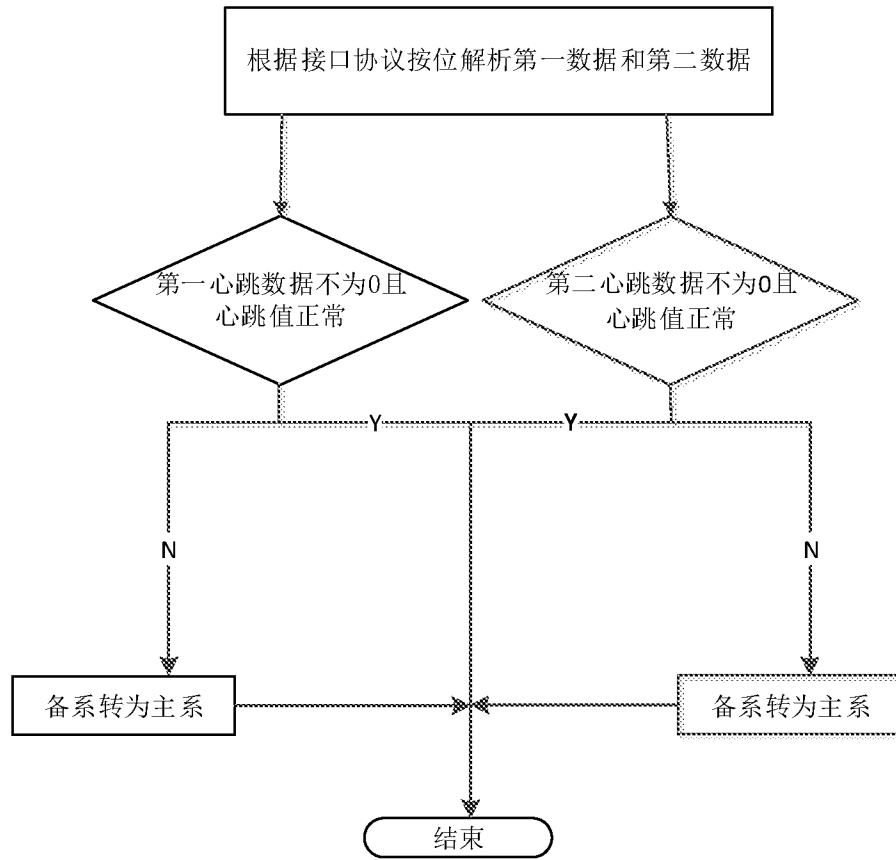 根据接口协议按位解析第一数据和第二数据
第一心跳数据不为0且
心跳值正常
第二心跳数据不为0且
心跳值正常
Y
Y
N
N
备系转为主系
备系转为主系
结束